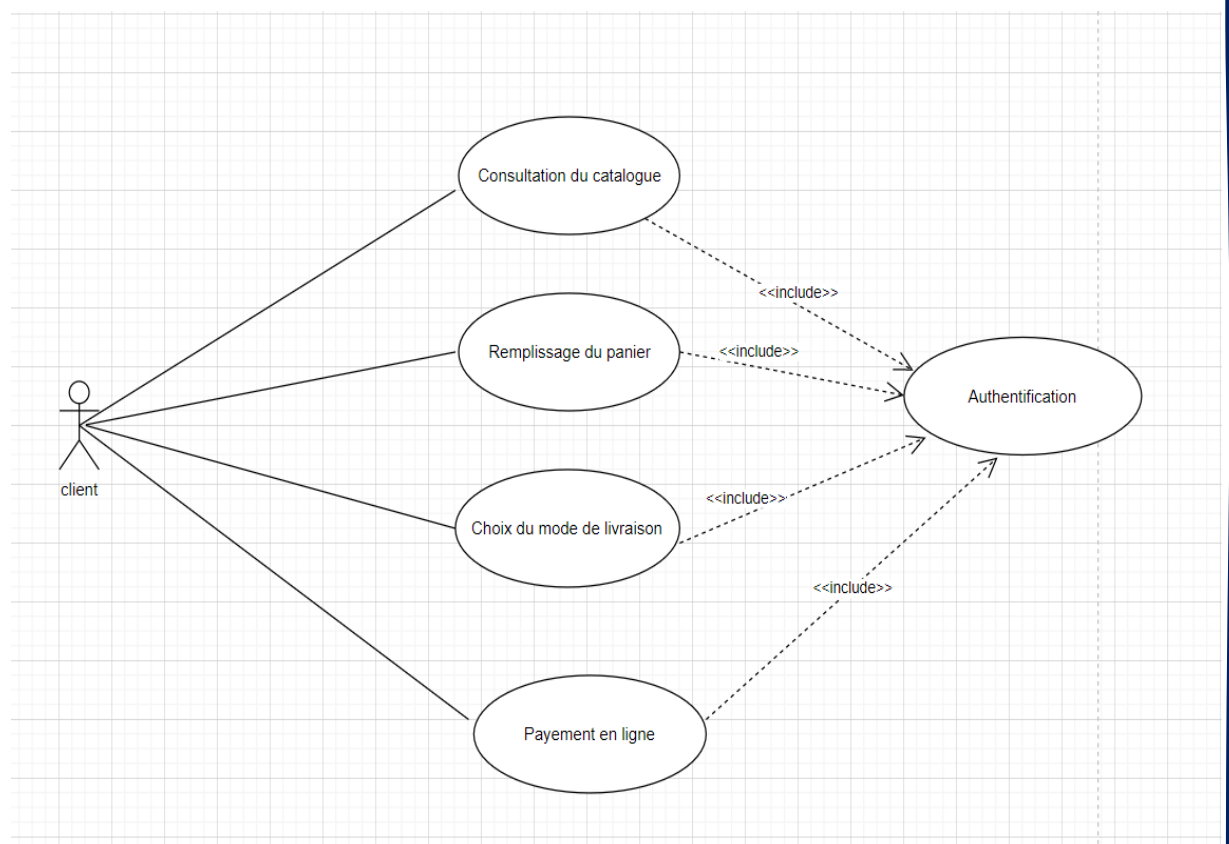 Consultation du catalogue
<<include>>
Remplissage du panier
<<include>>
Authentification
client
<<include>>
Choix du mode de livraison
<<include>>
Payement en ligne